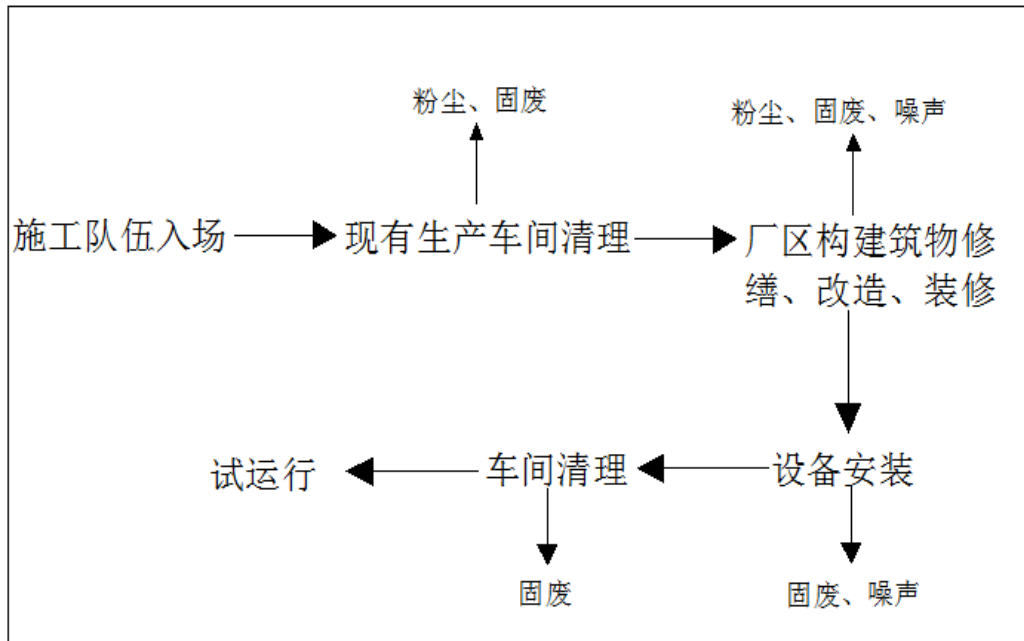 粉尘、固废
粉尘、固废、噪声
施工队伍入场
现有生产车间清理
厂区构建筑物修
缮、改造、装修
试运行
车间清理
设备安装
固废
固废、噪声